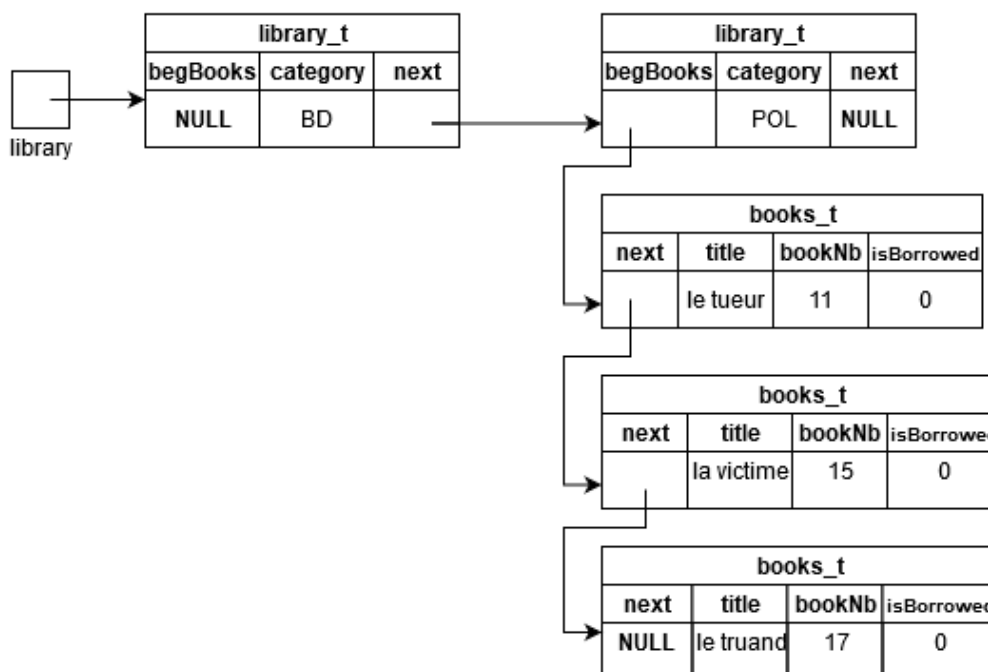 library_t
begBooks category next
NULL BD
library
library_t
begBooks category next
POL NULL
books_t
next title bookNb isBorrowed
le tueur 11 0
books_t
next title bookNb isBorrowed
la victime 15 0
books_t
next title bookNb isBorrowed
NULL le truand 17 0